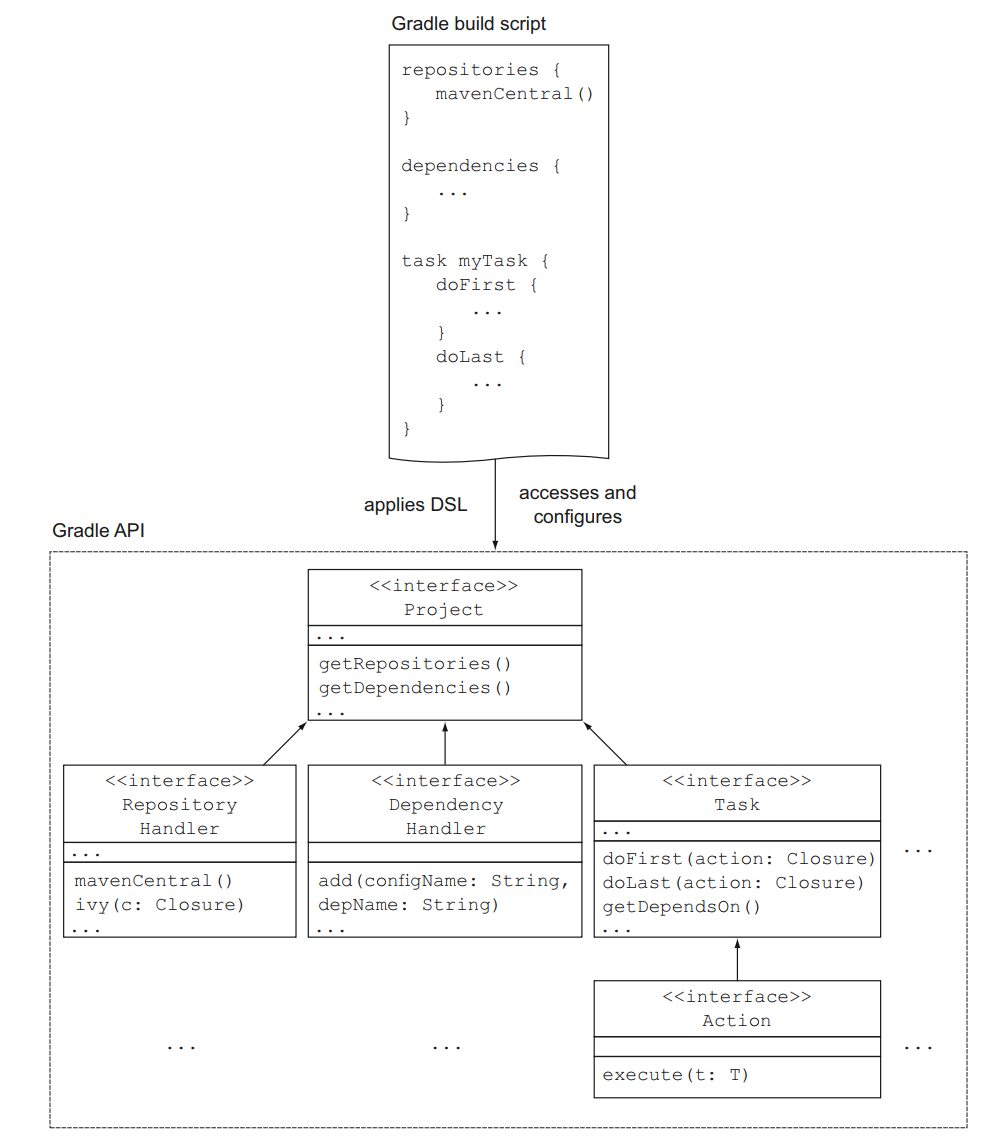 Gradle build script
repositories {
mavenCentral()
}
dependencies {
...
}
task myTask {
doFirst {
...
}
doLast {
...
}
}
applies DSL
accesses and
configures
Gradle API
<<interface>>
Project
...
getRepositories()
getDependencies()
...
<<interface>>
Repository
Handler
...
mavenCentral()
ivy(c: Closure)
...
<<interface>>
Dependency
Handler
add(configName: String,
depName: String)
...
<<interface>>
Task
...
doFirst(action: Closure)
doLast(action: Closure)
getDependsOn()
...
...
<<interface>>
Action
execute(t: T)
...
...
...